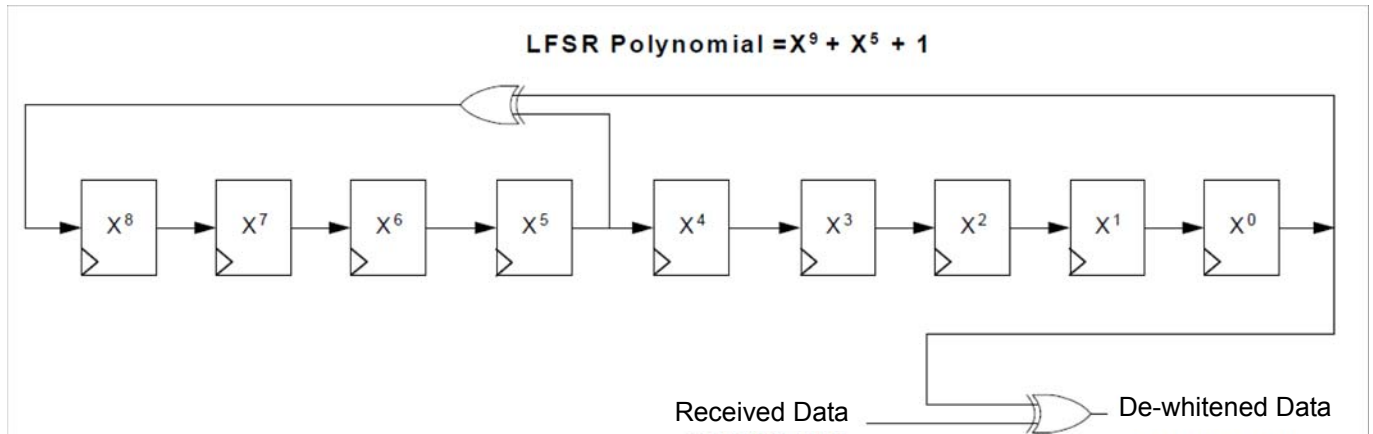 LFSR Polynomial =X⁹ + X⁵ + 1
X⁸ X⁷ X⁶ X⁵ X⁴ X³ X² X¹ X⁰
Received Data De-whitened Data